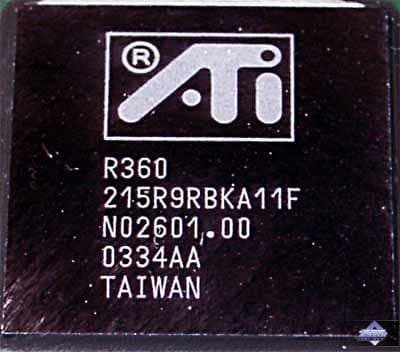 ® ATI
R360
215R9RBKA11F
N02601.00
0334AA
TAIWAN